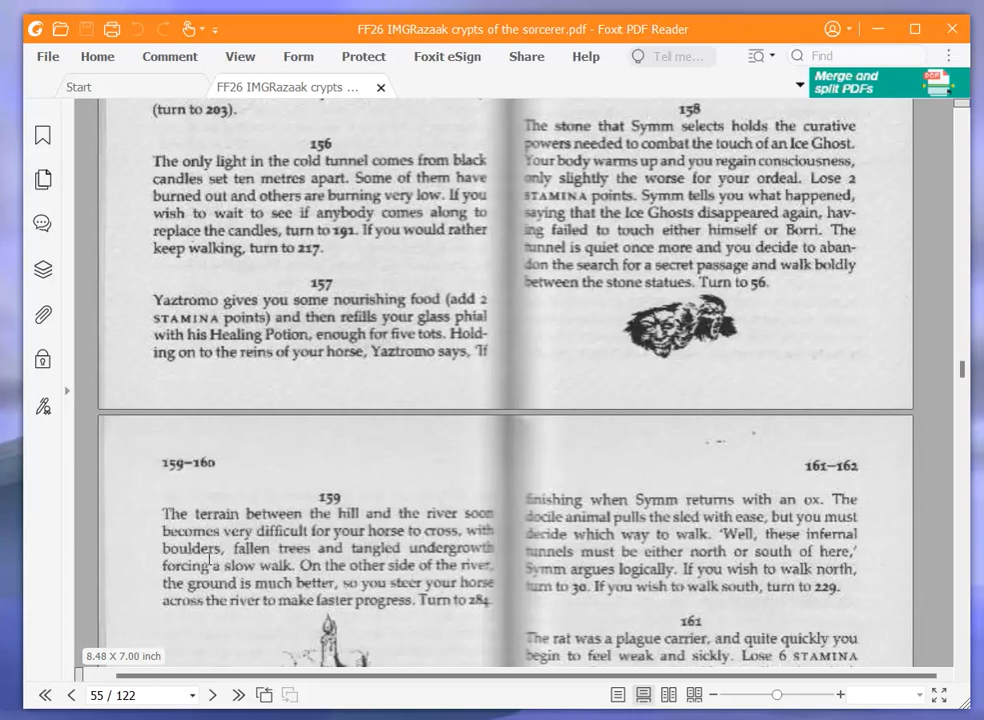 FF26 IMGRazaak crypts of the sorcerer.pdf - Foxit PDF Reader
File Home Comment View Form Protect Foxit eSign Share Help Tell me... Find
Start
FF26 IMGRazaak crypts ...
Merge and
split PDFs
(turn to 203).
156
The only light in the cold tunnel comes from black
candles set ten metres apart. Some of them have
burned out and others are burning very low. If you
wish to wait to see if anybody comes along to
replace the candles, turn to 191. If you would rather
keep walking, turn to 217.
157
Yaztromo gives you some nourishing food (add 2
STAMINA points) and then refills your glass phial
with his Healing Potion, enough for five tots. Hold-
ing on to the reins of your horse, Yaztromo says, 'If
158
The stone that Symm selects holds the curative
powers needed to combat the touch of an Ice Ghost.
Your body warms up and you regain consciousness,
only slightly the worse for your ordeal. Lose 2
STAMINA points. Symm tells you what happened,
saying that the Ice Ghosts disappeared again, hav-
ing failed to touch either himself or Borri. The
tunnel is quiet once more and you decide to aban-
don the search for a secret passage and walk boldly
between the stone statues. Turn to 56.
159-160
159
The terrain between the hill and the river soon
becomes very difficult for your horse to cross, with
boulders, fallen trees and tangled undergrowth
forcing a slow walk. On the other side of the river,
the ground is much better, so you steer your horse
across the river to make faster progress. Turn to 284.
161-162
finishing when Symm returns with an ox. The
docile animal pulls the sled with ease, but you must
decide which way to walk. 'Well, these infernal
tunnels must be either north or south of here,'
Symm argues logically. If you wish to walk north,
turn to 30. If you wish to walk south, turn to 229.
161
The rat was a plague carrier, and quite quickly you
begin to feel weak and sickly. Lose 6 STAMINA
8.48 X 7.00 inch
55 / 122